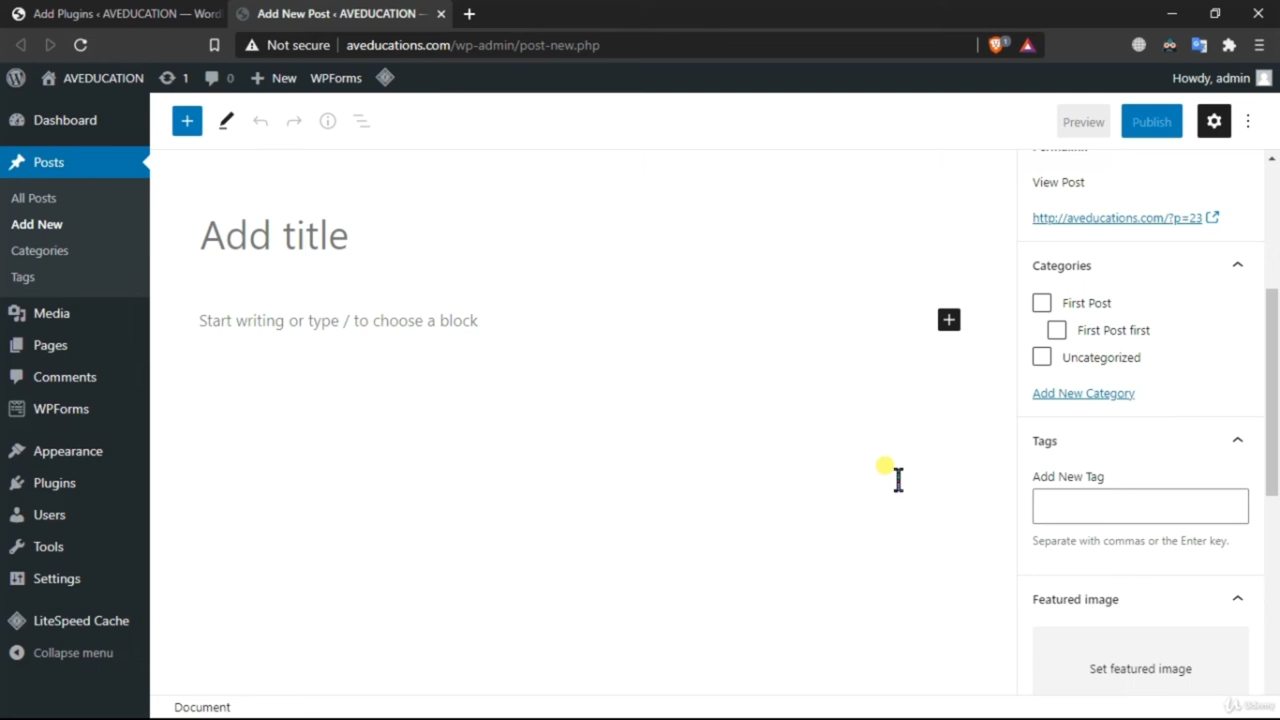 Add Plugins ‹ AVEDUCATION — Word
Add New Post ‹ AVEDUCATION —
Not secure
aveducations.com/wp-admin/post-new.php
1
AVEDUCATION
1
0
New
WPForms
Howdy, admin
Dashboard
Posts
All Posts
Add New
Categories
Tags
Media
Pages
Comments
WPForms
Appearance
Plugins
Users
Tools
Settings
LiteSpeed Cache
Collapse menu
Preview
Publish
Add title
Start writing or type / to choose a block
Permalink
View Post
http://aveducations.com/?p=23
Categories
First Post
First Post first
Uncategorized
Add New Category
Tags
Add New Tag
Separate with commas or the Enter key.
Featured image
Set featured image
Document
Udemy